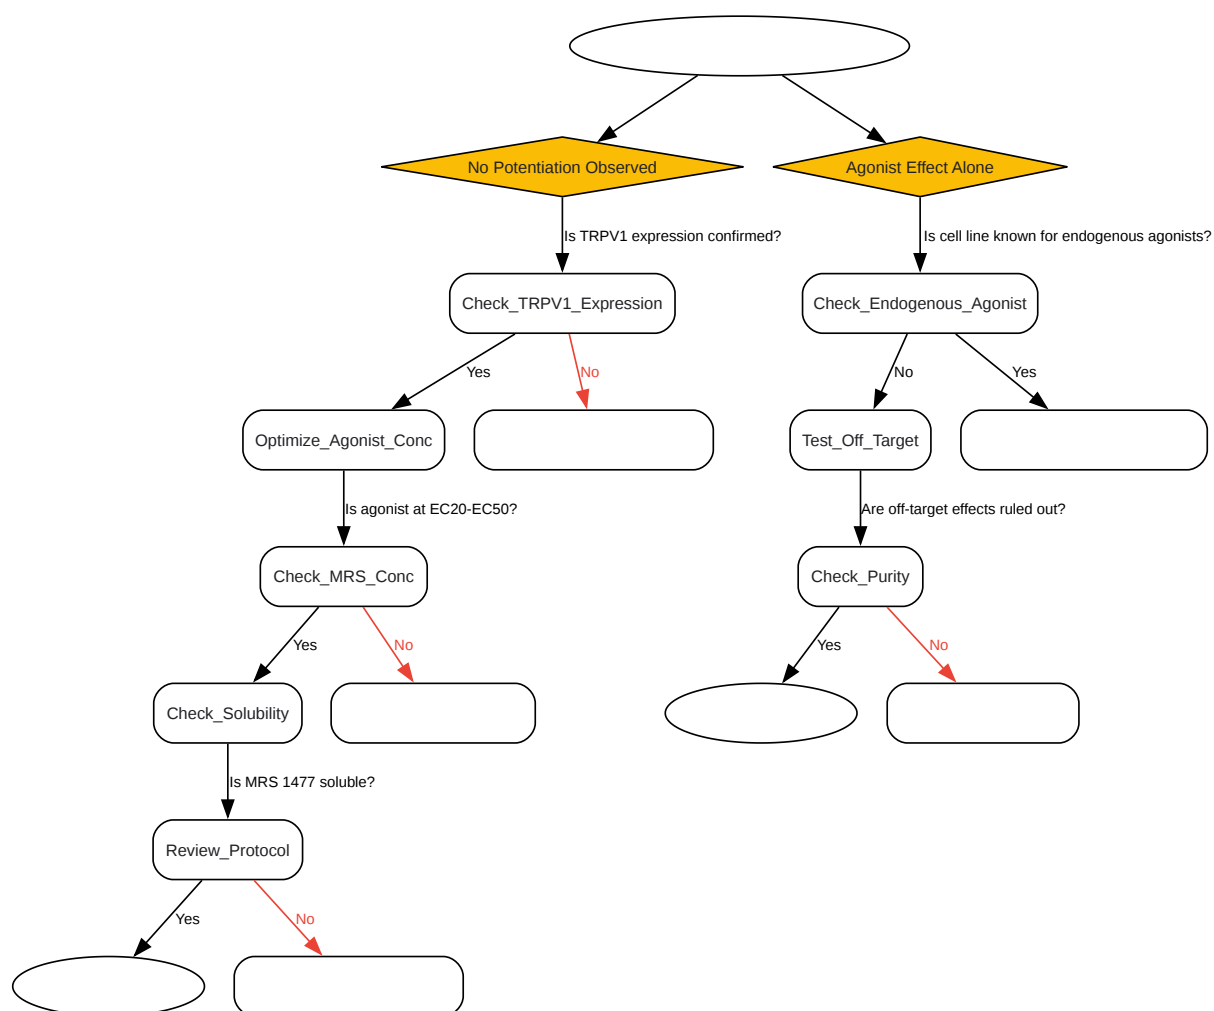 No Potentiation Observed
Agonist Effect Alone
Is TRPV1 expression confirmed?
Is cell line known for endogenous agonists?
Check_TRPV1_Expression
Check_Endogenous_Agonist
Yes
No
No
Yes
Optimize_Agonist_Conc
Test_Off_Target
Is agonist at EC20-EC50?
Are off-target effects ruled out?
Check_MRS_Conc
Check_Purity
Yes
No
Yes
No
Check_Solubility
Is MRS 1477 soluble?
Review_Protocol
Yes
No